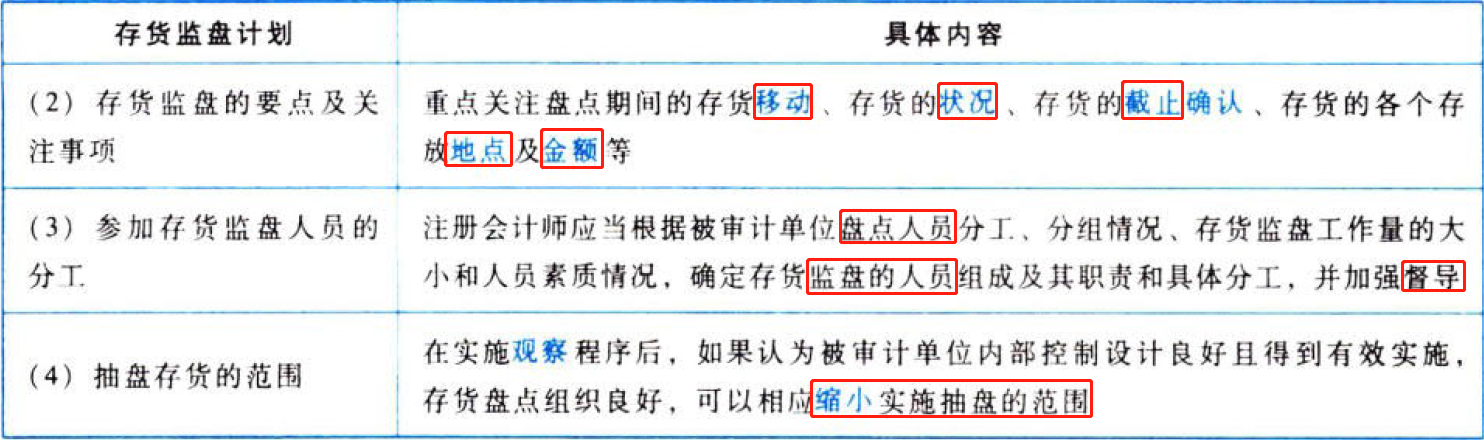 存货监盘计划
具体内容
（2）存货监盘的要点及关
注事项
重点关注盘点期间的存货移动、存货的状况、存货的截止确认、存货的各个存
放地点及金额等
（3）参加存货监盘人员的
分工
注册会计师应当根据被审计单位盘点人员分工、分组情况、存货监盘工作量的大
小和人员素质情况，确定存货监盘的人员组成及其职责和具体分工，并加强督导
（4）抽盘存货的范围
在实施观察程序后，如果认为被审计单位内部控制设计良好且得到有效实施，
存货盘点组织良好，可以相应缩小实施抽盘的范围